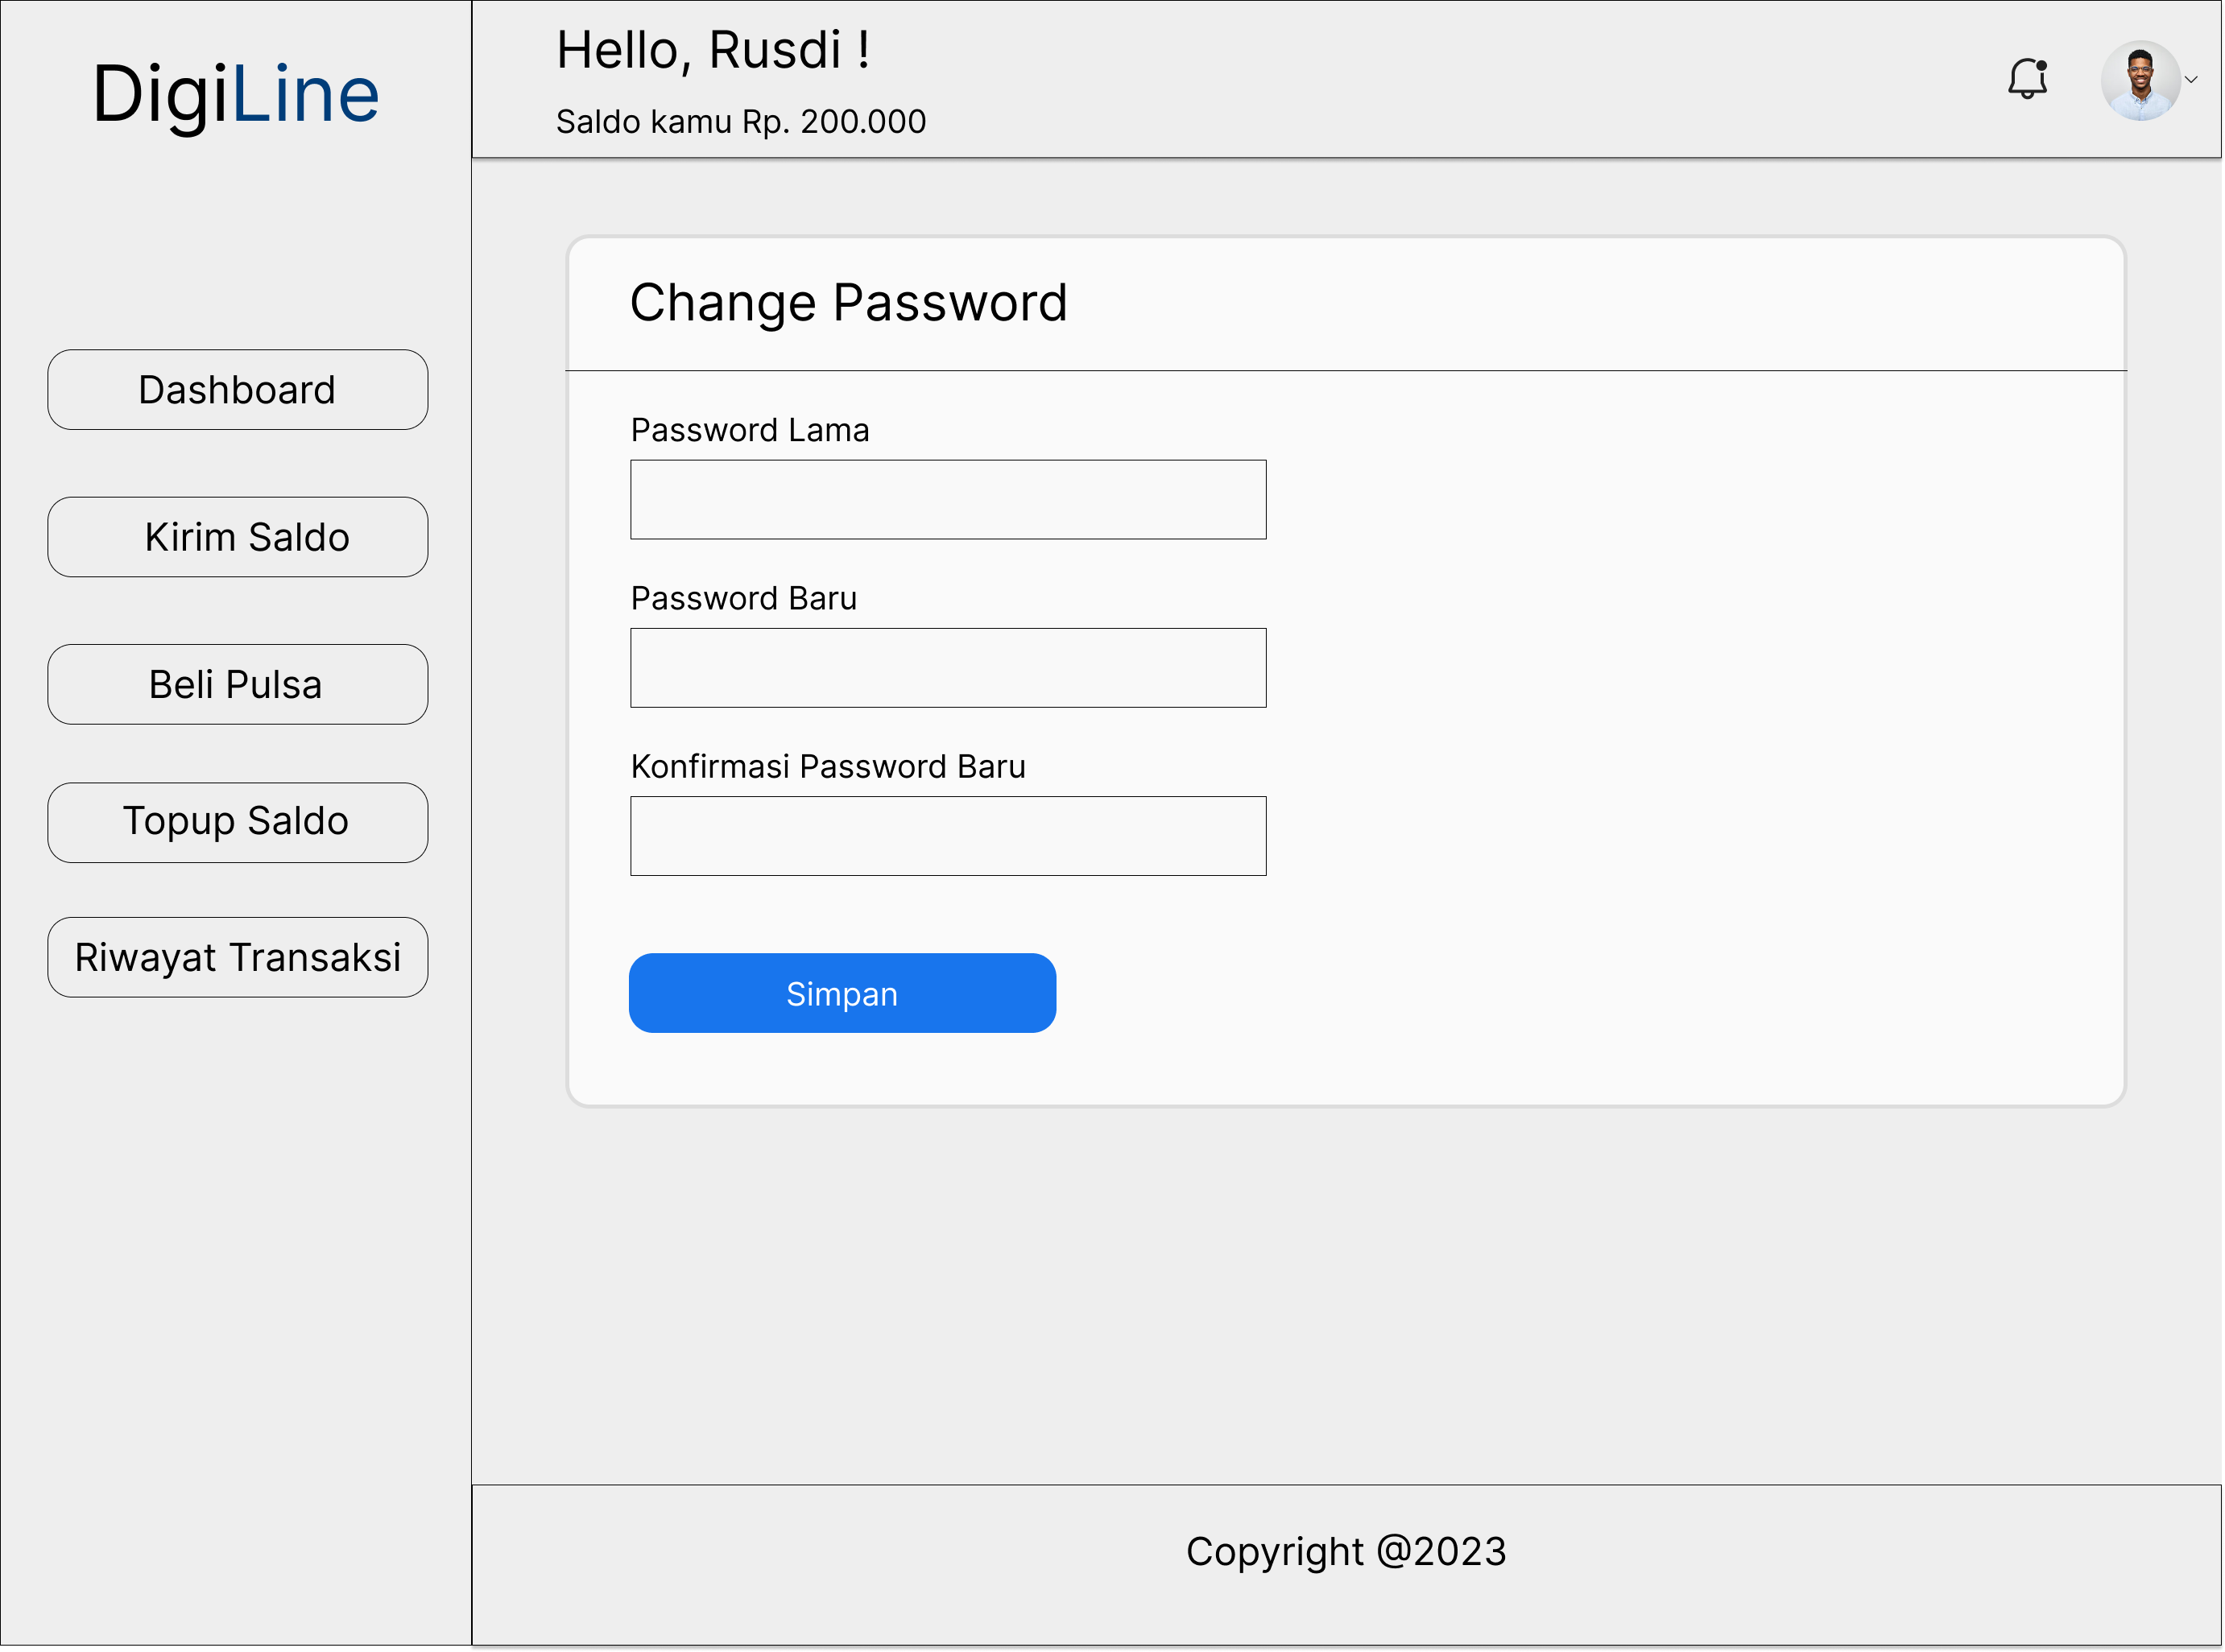 DigiLine
Hello, Rusdi !
Saldo kamu Rp. 200.000
Dashboard
Kirim Saldo
Beli Pulsa
Topup Saldo
Riwayat Transaksi
Change Password
Password Lama
Password Baru
Konfirmasi Password Baru
Simpan
Copyright @2023